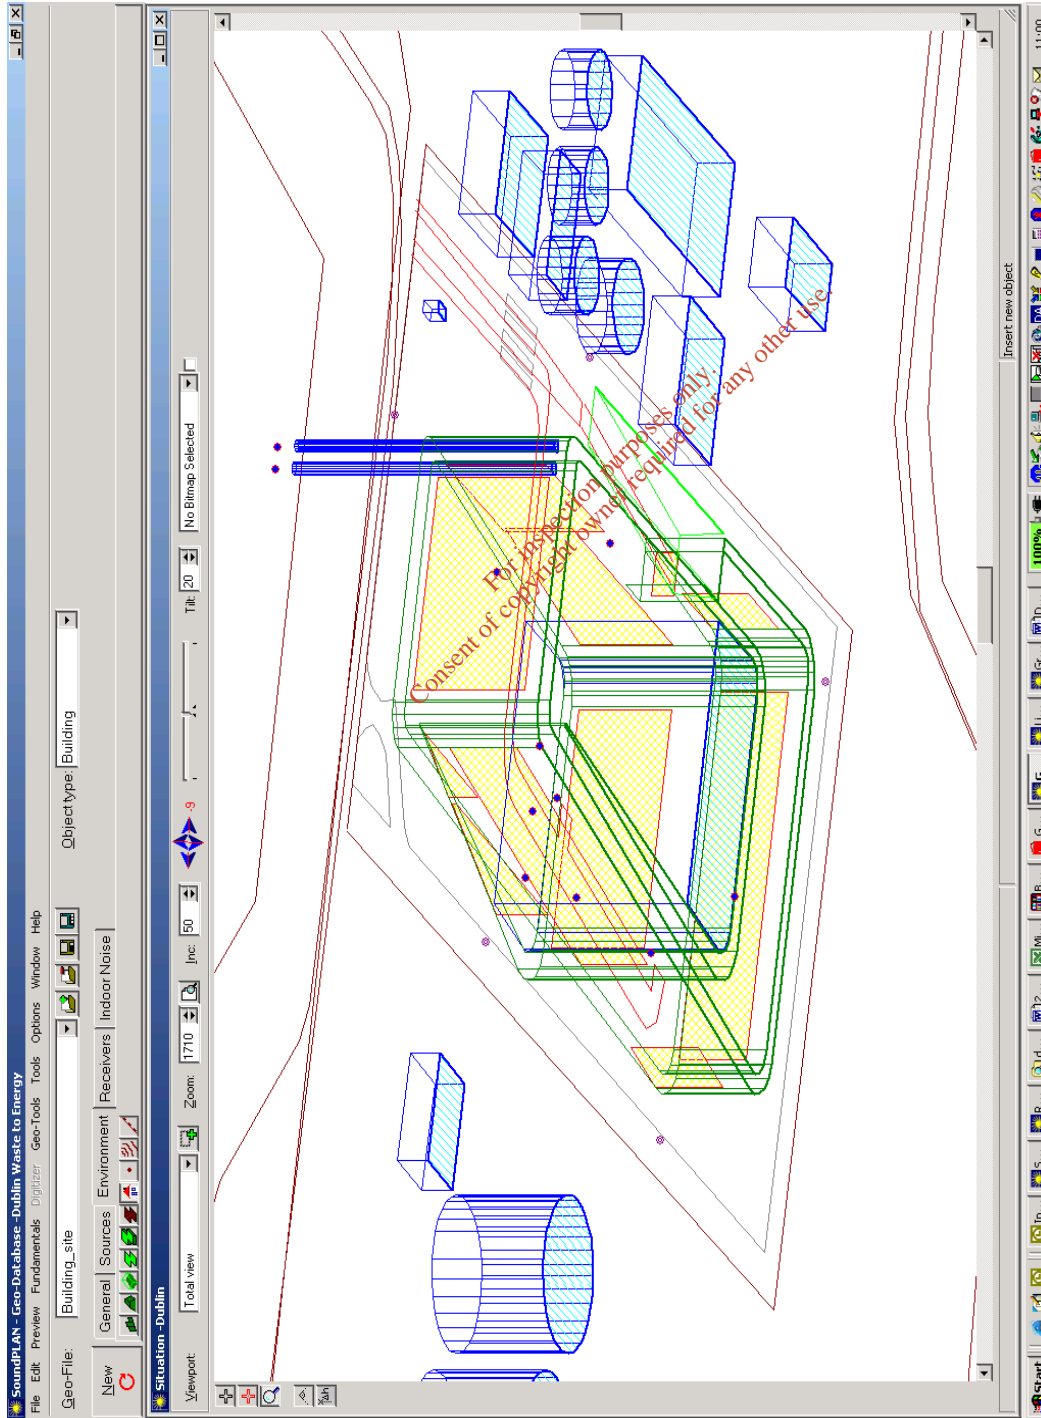 SoundPLAN - Geo-Database -Dublin Waste to Energy
File Edit Preview Fundamentals Digitizer Geo-Tools Tools Options Window Help
Geo-File: Building_site Object type: Building
New General Sources Environment Receivers Indoor Noise
Situation -Dublin
Viewport: Total view Zoom: 1710 Inc: 50 -9 Tilt: 20 No Bitmap Selected
For inspection purposes only.
Consent of copyright owner required for any other use.
Insert new object
Start 100% 11:00